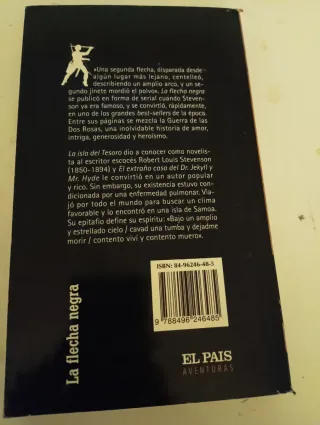 «Una segunda flecha, disparada desde
algún lugar más lejano, centelleó,
describiendo un amplio arco, y un se-
gundo jinete mordió el polvo». La flecha negra
se publicó en forma de serial cuando Steven-
son ya era famoso, y se convirtió, rápidamente,
en uno de los grandes best-sellers de la época.
Entre sus páginas se mezcla la Guerra de las
Dos Rosas, una inolvidable historia de amor,
intriga, generosidad y heroísmo.
La isla del Tesoro dio a conocer como novelis-
ta al escritor escocés Robert Louis Stevenson
(1850-1894) y El extraño caso del Dr. Jekyll y
Mr. Hyde le convirtió en un autor popular
y rico. Sin embargo, su existencia estuvo con-
dicionada por una enfermedad pulmonar. Via-
jó por todo el mundo para buscar un clima
favorable y lo encontró en una isla de Samoa.
Su epitafio define su espíritu: «Bajo un amplio
y estrellado cielo / cavad una tumba y dejadme
morir / contento viví y contento muero».
ISBN: 84-96246-48-5
9 788496 246485
La flecha negra
EL PAIS
AVENTURAS